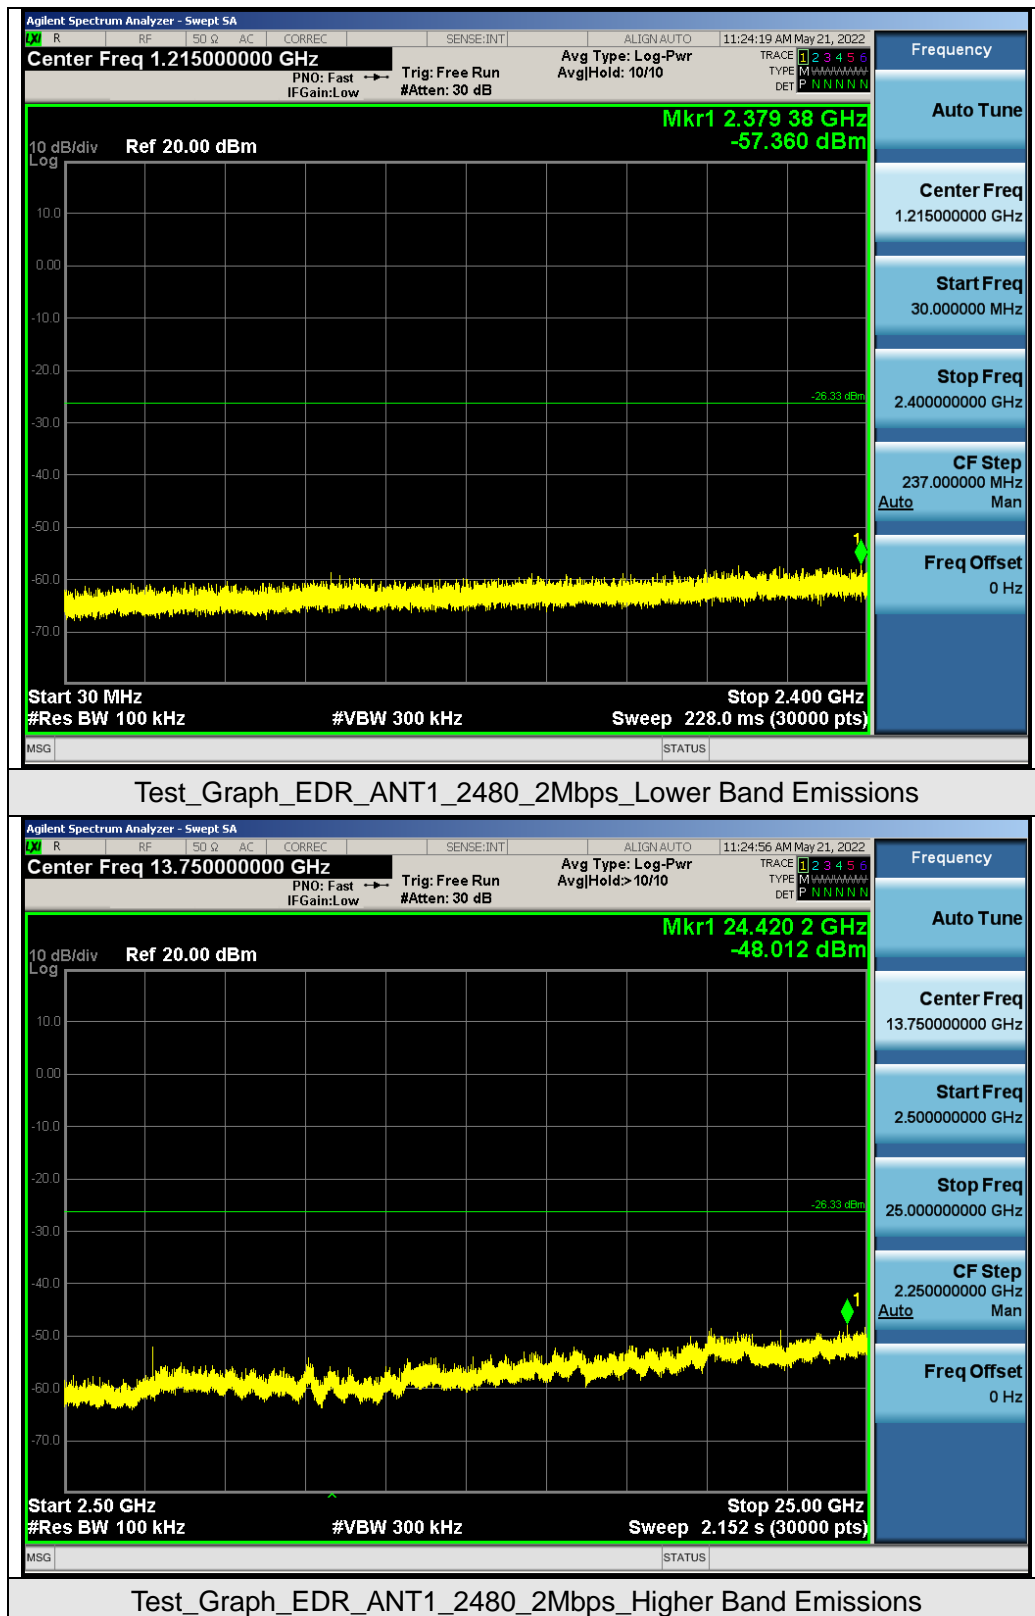 Agilent Spectrum Analyzer - Swept SA
LXI R RF 50 Ω AC CORREC SENSE:INT ALIGN AUTO 11:24:19 AM May 21, 2022
Center Freq 1.215000000 GHz
PNO: Fast
IFGain:Low
Trig: Free Run
#Atten: 30 dB
Avg Type: Log-Pwr
Avg|Hold: 10/10
TRACE 1 2 3 4 5 6
TYPE M
DET P N N N N N
Mkr1 2.379 38 GHz
-57.360 dBm
10 dB/div Ref 20.00 dBm
Log
10.0
0.00
-10.0
-20.0
-26.33 dBm
-30.0
-40.0
-50.0
1
-60.0
-70.0
Start 30 MHz Stop 2.400 GHz
#Res BW 100 kHz #VBW 300 kHz Sweep 228.0 ms (30000 pts)
MSG STATUS
Frequency
Auto Tune
Center Freq
1.215000000 GHz
Start Freq
30.000000 MHz
Stop Freq
2.400000000 GHz
CF Step
237.000000 MHz
Auto Man
Freq Offset
0 Hz
Test_Graph_EDR_ANT1_2480_2Mbps_Lower Band Emissions
Agilent Spectrum Analyzer - Swept SA
LXI R RF 50 Ω AC CORREC SENSE:INT ALIGN AUTO 11:24:56 AM May 21, 2022
Center Freq 13.750000000 GHz
PNO: Fast
IFGain:Low
Trig: Free Run
#Atten: 30 dB
Avg Type: Log-Pwr
Avg|Hold:>10/10
TRACE 1 2 3 4 5 6
TYPE M
DET P N N N N N
Mkr1 24.420 2 GHz
-48.012 dBm
10 dB/div Ref 20.00 dBm
Log
10.0
0.00
-10.0
-20.0
-26.33 dBm
-30.0
-40.0
1
-50.0
-60.0
-70.0
Start 2.50 GHz Stop 25.00 GHz
#Res BW 100 kHz #VBW 300 kHz Sweep 2.152 s (30000 pts)
MSG STATUS
Frequency
Auto Tune
Center Freq
13.750000000 GHz
Start Freq
2.500000000 GHz
Stop Freq
25.000000000 GHz
CF Step
2.250000000 GHz
Auto Man
Freq Offset
0 Hz
Test_Graph_EDR_ANT1_2480_2Mbps_Higher Band Emissions